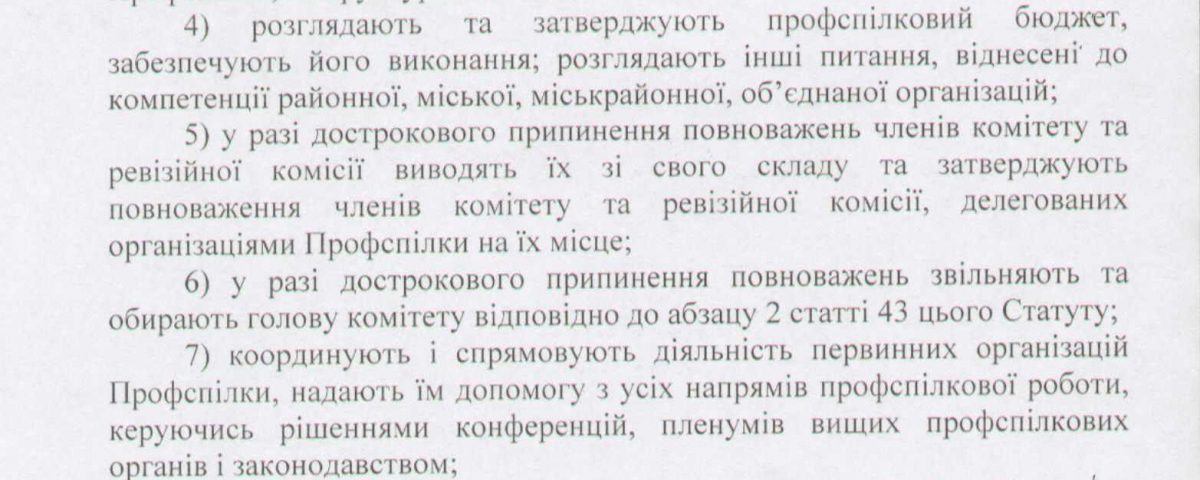 4) розглядають та затверджують профспілковий бюджет,
забезпечують його виконання; розглядають інші питання, віднесені до
компетенції районної, міської, міськрайонної, об’єднаної організацій;
5) у разі дострокового припинення повноважень членів комітету та
ревізійної комісії виводять їх зі свого складу та затверджують
повноваження членів комітету та ревізійної комісії, делегованих
організаціями Профспілки на їх місце;
6) у разі дострокового припинення повноважень звільняють та
обирають голову комітету відповідно до абзацу 2 статті 43 цього Статуту;
7) координують і спрямовують діяльність первинних організацій
Профспілки, надають їм допомогу з усіх напрямів профспілкової роботи,
керуючись рішеннями конференцій, пленумів вищих профспілкових
органів і законодавством;